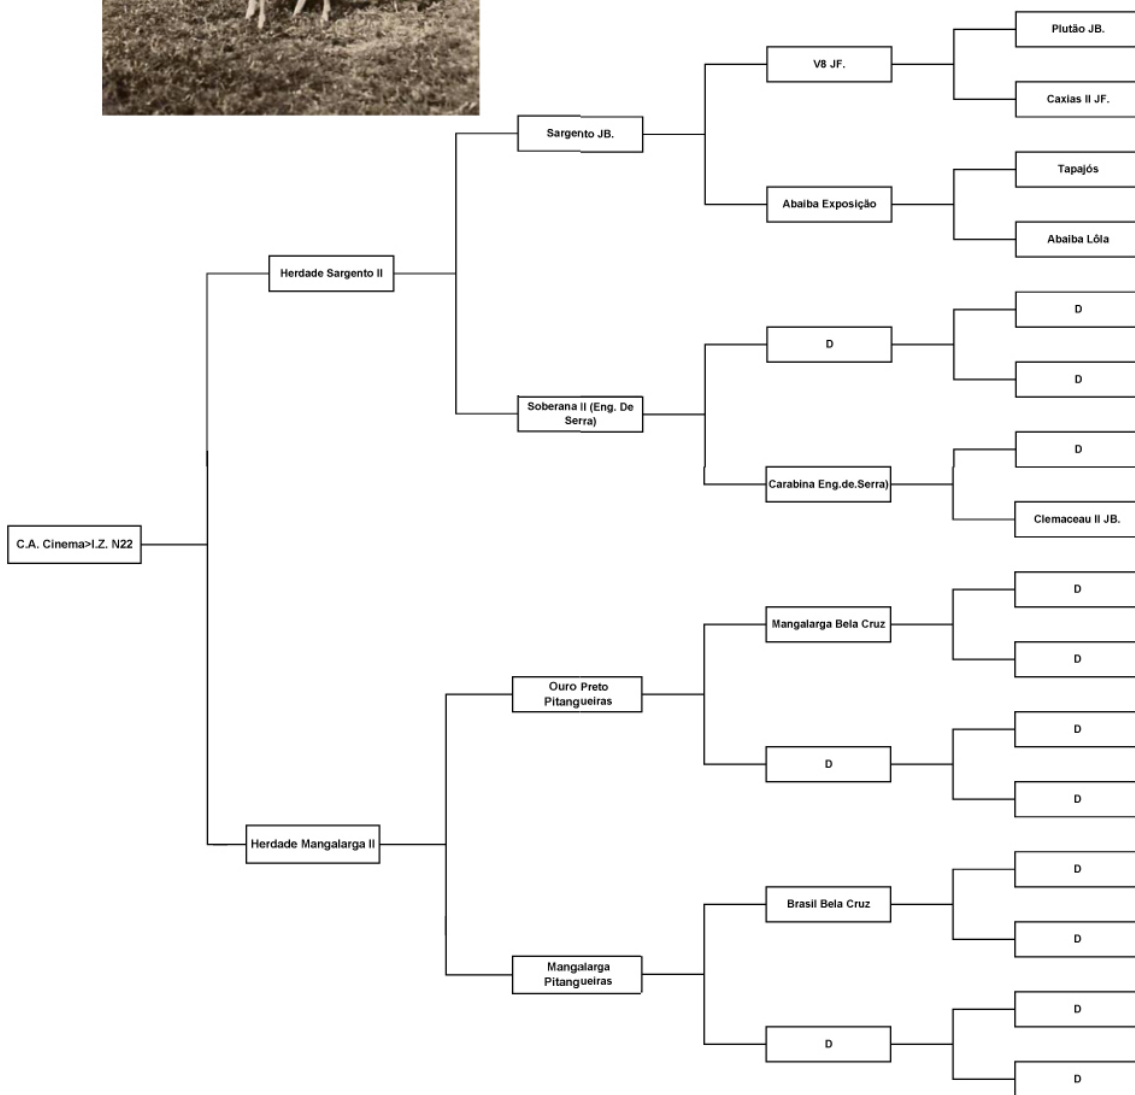 Plutão JB.
V8 JF.
Caxias II JF.
Sargento JB.
Tapajós
Abaiba Exposição
Abaiba Lôla
Herdade Sargento II
D
D
D
Soberana II (Eng. De
Serra)
D
Carabina Eng.de.Serra)
Clemaceau II JB.
C.A. Cinema>I.Z. N22
D
Mangalarga Bela Cruz
D
Ouro Preto
Pitangueiras
D
D
D
Herdade Mangalarga II
D
Brasil Bela Cruz
D
Mangalarga
Pitangueiras
D
D
D